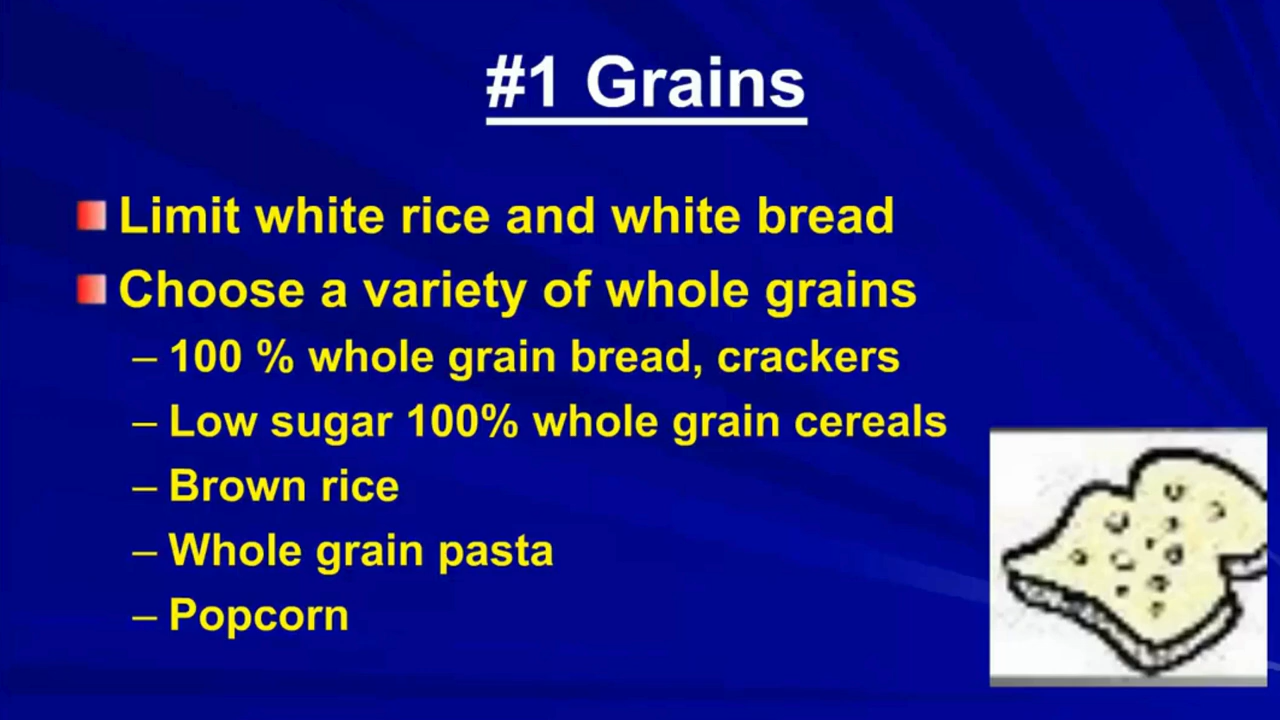 #1 Grains
Limit white rice and white bread
Choose a variety of whole grains
– 100 % whole grain bread, crackers
– Low sugar 100% whole grain cereals
– Brown rice
– Whole grain pasta
– Popcorn